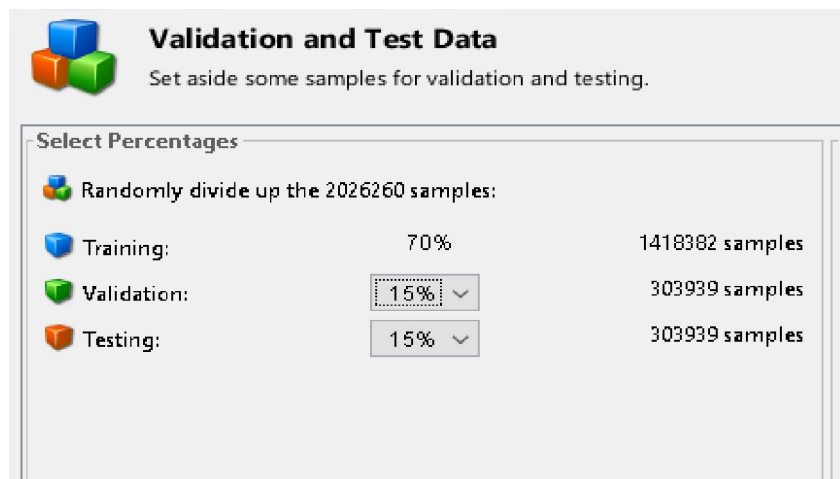 Validation and Test Data
Set aside some samples for validation and testing.
Select Percentages
Randomly divide up the 2026260 samples:
Training: 70% 1418382 samples
Validation: 15% 303939 samples
Testing: 15% 303939 samples